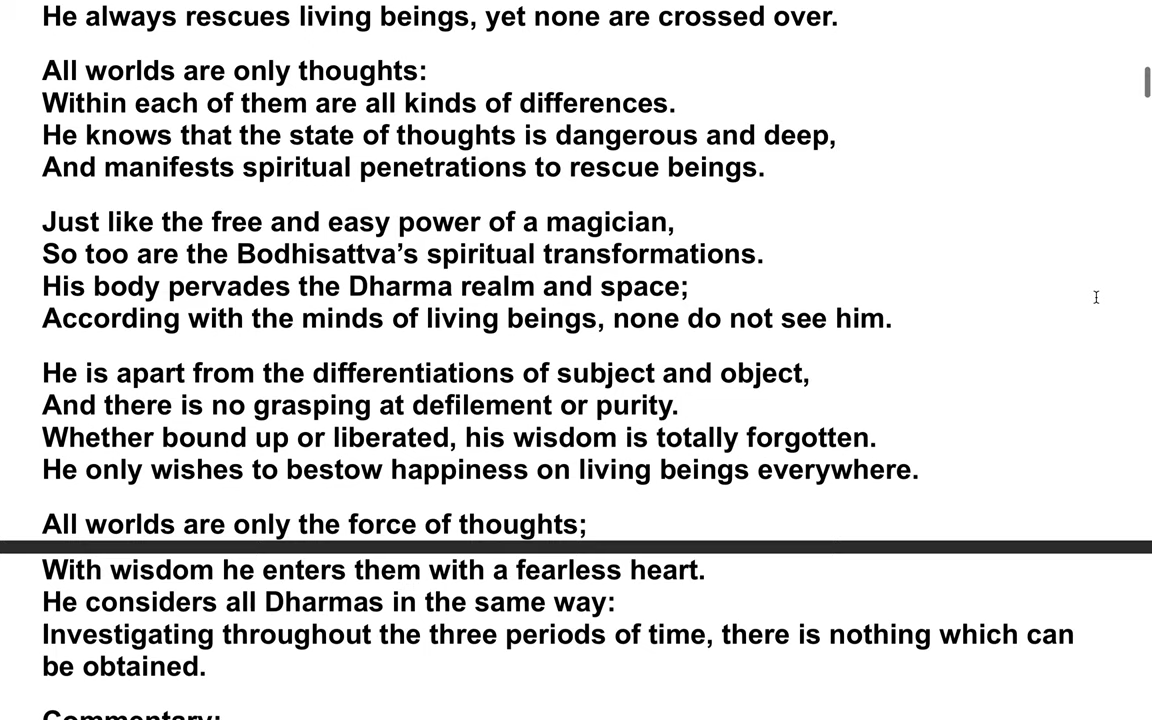 He always rescues living beings, yet none are crossed over.
All worlds are only thoughts:
Within each of them are all kinds of differences.
He knows that the state of thoughts is dangerous and deep,
And manifests spiritual penetrations to rescue beings.
Just like the free and easy power of a magician,
So too are the Bodhisattva’s spiritual transformations.
His body pervades the Dharma realm and space;
According with the minds of living beings, none do not see him.
He is apart from the differentiations of subject and object,
And there is no grasping at defilement or purity.
Whether bound up or liberated, his wisdom is totally forgotten.
He only wishes to bestow happiness on living beings everywhere.
All worlds are only the force of thoughts;
With wisdom he enters them with a fearless heart.
He considers all Dharmas in the same way:
Investigating throughout the three periods of time, there is nothing which can
be obtained.
Commentary: